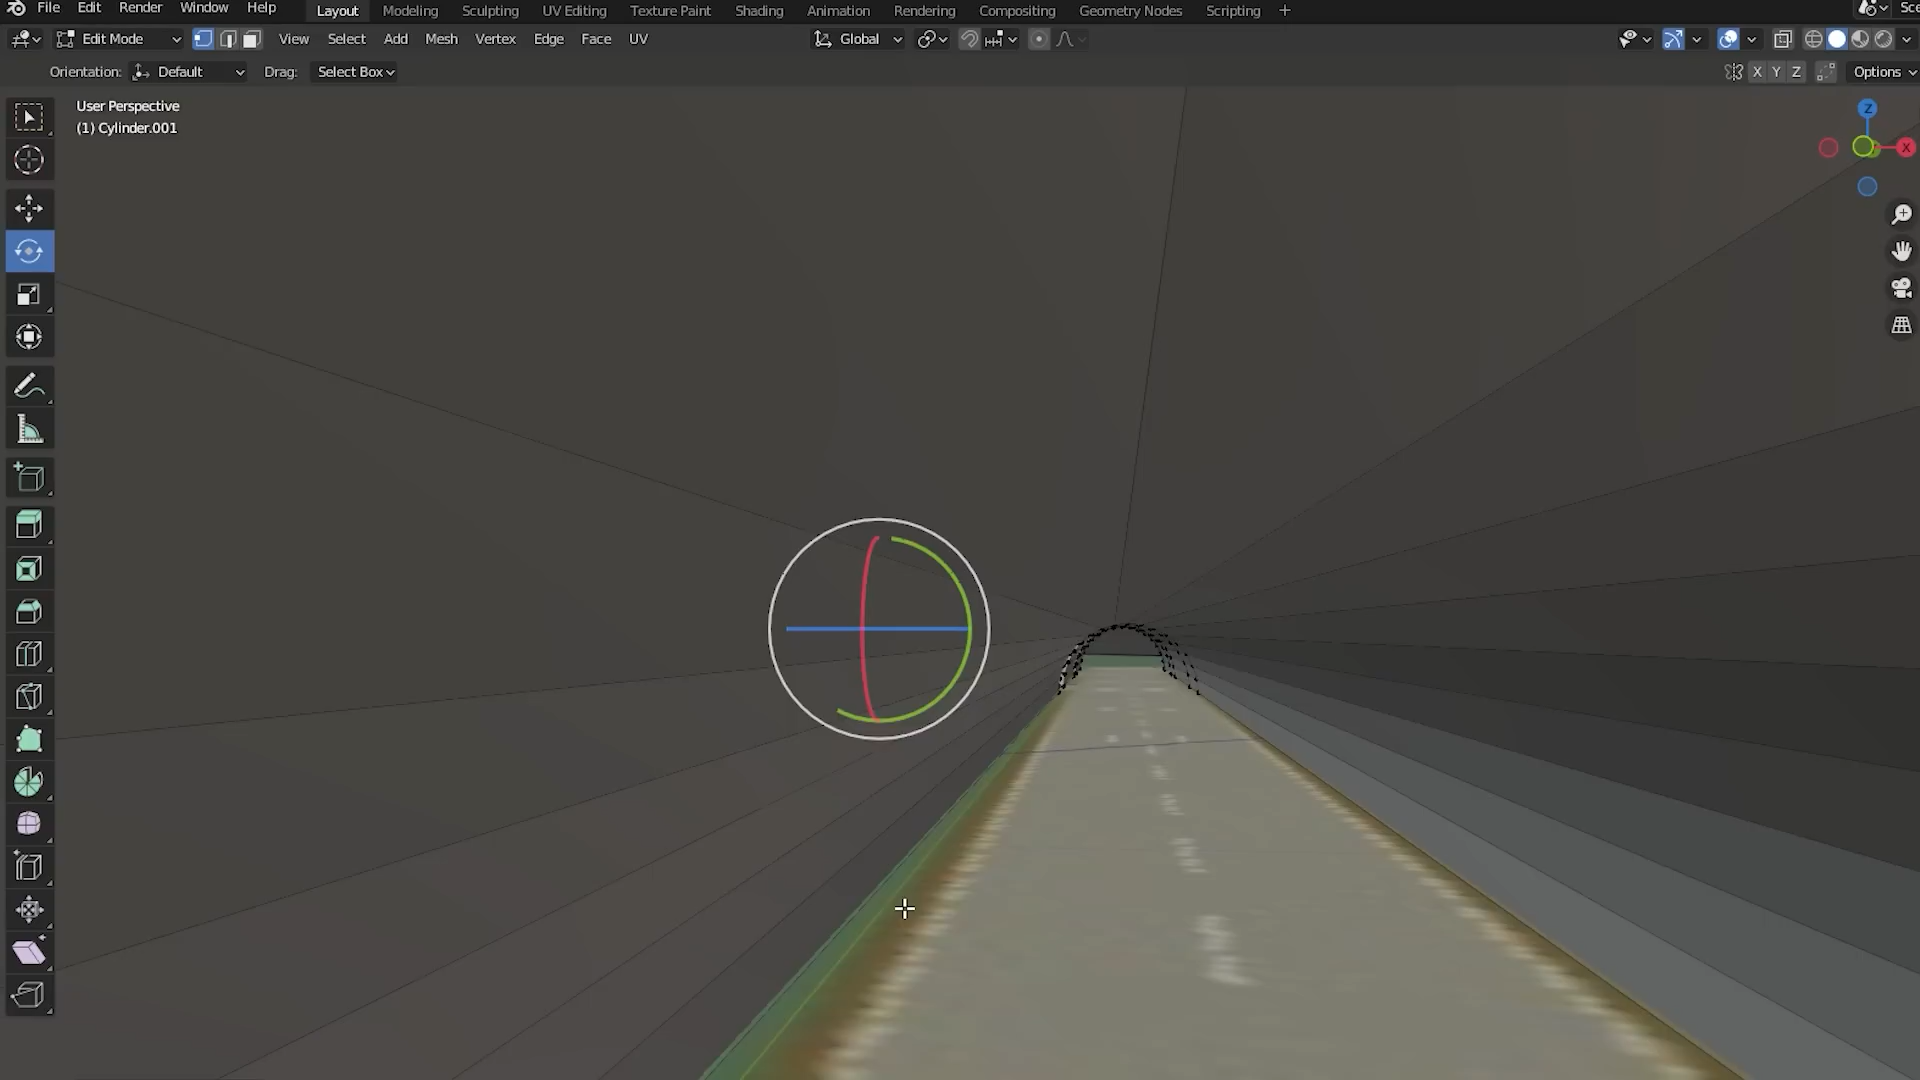 File Edit Render Window Help Layout Modeling Sculpting UV Editing Texture Paint Shading Animation Rendering Compositing Geometry Nodes Scripting + Sce
Edit Mode View Select Add Mesh Vertex Edge Face UV Global
Orientation: Default Drag: Select Box X Y Z Options
User Perspective
(1) Cylinder.001
Z
X